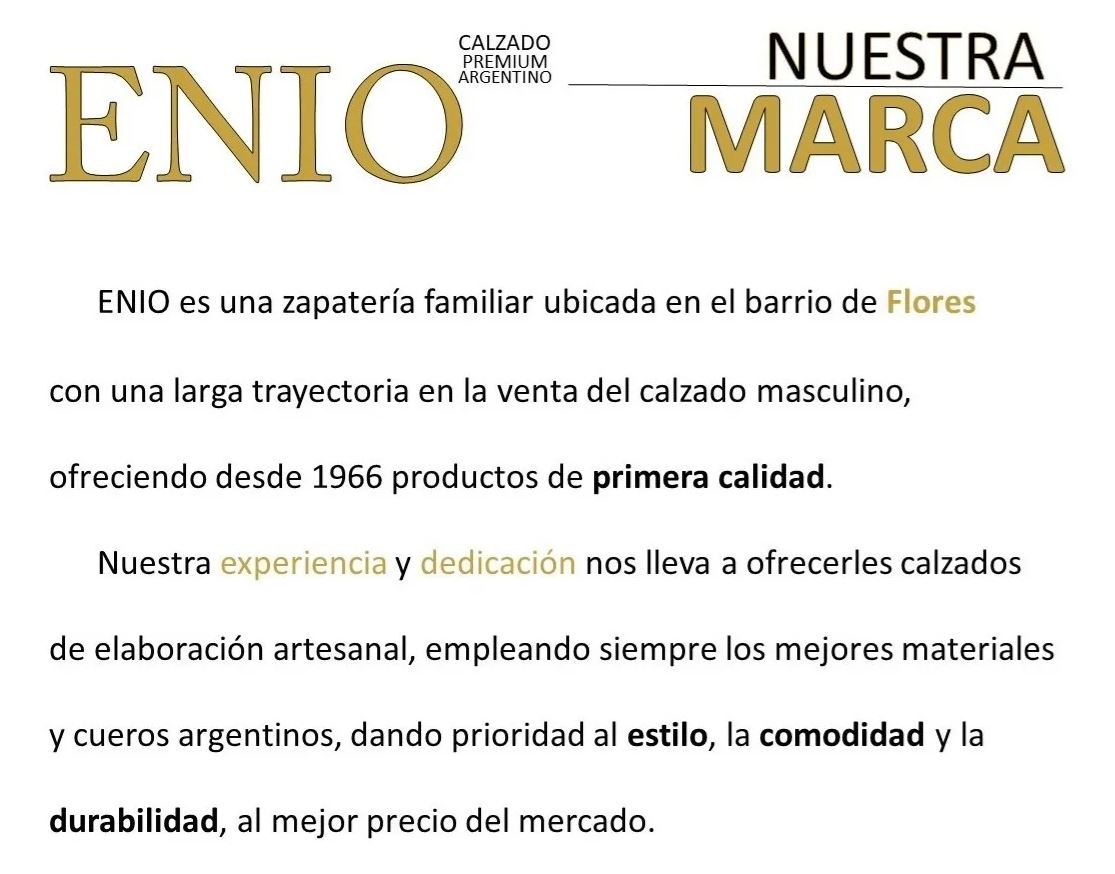 ENIO
CALZADO
PREMIUM
ARGENTINO
NUESTRA
MARCA
ENIO es una zapatería familiar ubicada en el barrio de Flores
con una larga trayectoria en la venta del calzado masculino,
ofreciendo desde 1966 productos de primera calidad.
Nuestra experiencia y dedicación nos lleva a ofrecerles calzados
de elaboración artesanal, empleando siempre los mejores materiales
y cueros argentinos, dando prioridad al estilo, la comodidad y la
durabilidad, al mejor precio del mercado.